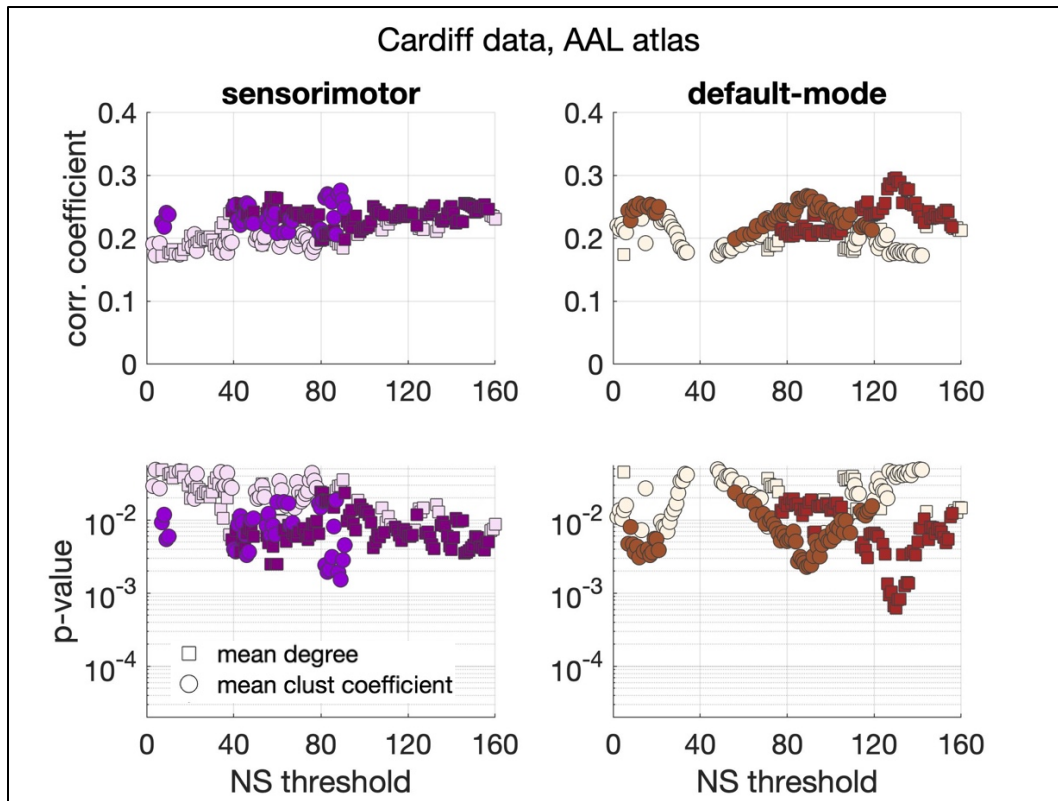 Cardiff data, AAL atlas
sensorimotor
default-mode
corr. coefficient
0.4
0.3
0.2
0.1
0
0 40 80 120 160
0.4
0.3
0.2
0.1
0
0 40 80 120 160
p-value
10-2
10-3
10-4
mean degree
mean clust coefficient
0 40 80 120 160
NS threshold
10-2
10-3
10-4
0 40 80 120 160
NS threshold